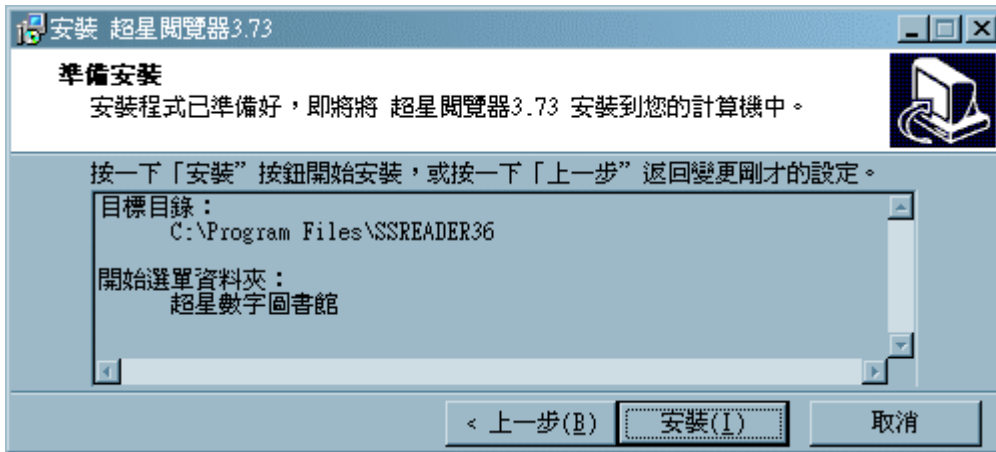 安裝 超星閱覽器3.73
準備安裝
安裝程式已準備好，即將將 超星閱覽器3.73 安裝到您的計算機中。
按一下「安裝”按鈕開始安裝，或按一下「上一步”返回變更剛才的設定。
目標目錄：
C:\Program Files\SSREADER36
開始選單資料夾：
超星數字圖書館
< 上一步(B) 安裝(I) 取消